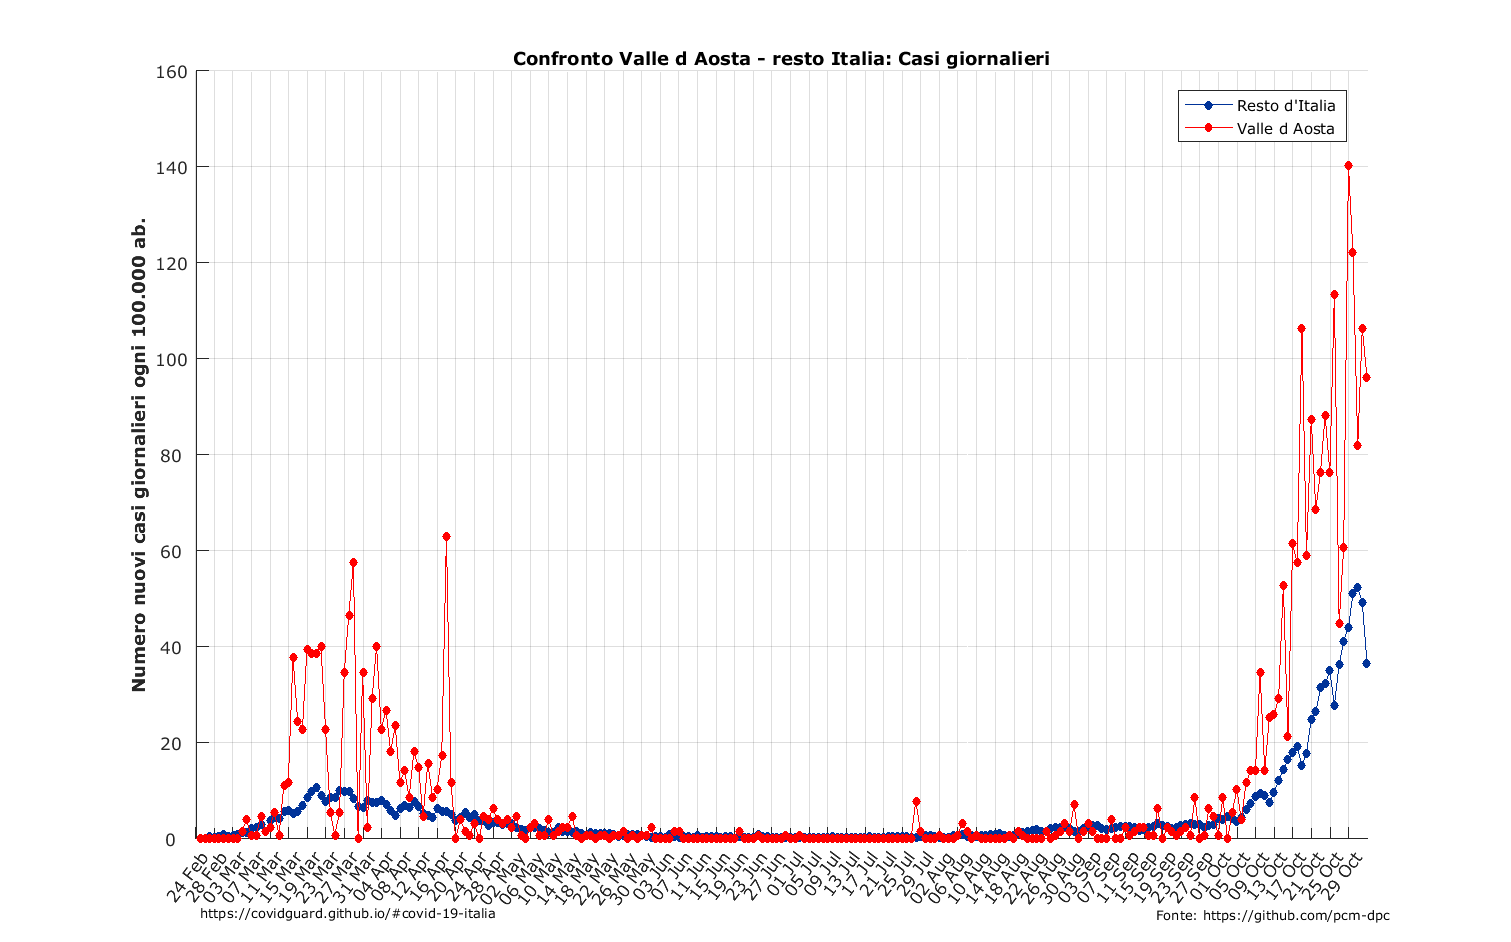 Confronto Valle d Aosta - resto Italia: Casi giornalieri
Resto d'Italia
Valle d Aosta
Numero nuovi casi giornalieri ogni 100.000 ab.
160
140
120
100
80
60
40
20
0
24 Feb
28 Feb
03 Mar
07 Mar
11 Mar
15 Mar
19 Mar
23 Mar
27 Mar
31 Mar
04 Apr
08 Apr
12 Apr
16 Apr
20 Apr
24 Apr
28 Apr
02 May
06 May
10 May
14 May
18 May
22 May
26 May
30 May
03 Jun
07 Jun
11 Jun
15 Jun
19 Jun
23 Jun
27 Jun
01 Jul
05 Jul
09 Jul
13 Jul
17 Jul
21 Jul
25 Jul
29 Jul
02 Aug
06 Aug
10 Aug
14 Aug
18 Aug
22 Aug
26 Aug
30 Aug
03 Sep
07 Sep
11 Sep
15 Sep
19 Sep
23 Sep
27 Sep
01 Oct
05 Oct
09 Oct
13 Oct
17 Oct
21 Oct
25 Oct
29 Oct
https://covidguard.github.io/#covid-19-italia
Fonte: https://github.com/pcm-dpc